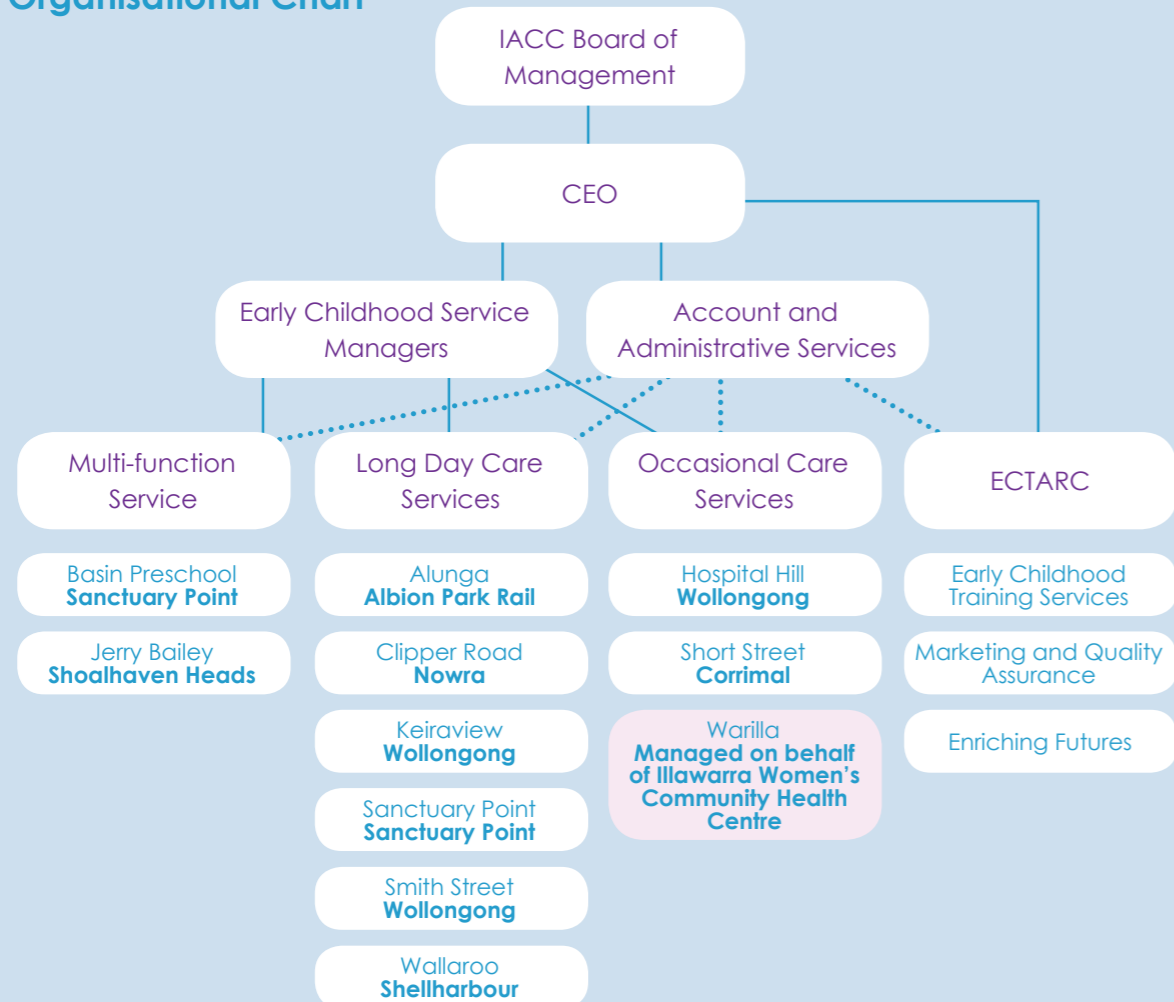 Organisational Chart
IACC Board of
Management
CEO
Early Childhood Service
Managers
Account and
Administrative Services
Multi-function
Service
Long Day Care
Services
Occasional Care
Services
ECTARC
Basin Preschool
Sanctuary Point
Jerry Bailey
Shoalhaven Heads
Alunga
Albion Park Rail
Clipper Road
Nowra
Keiraview
Wollongong
Sanctuary Point
Sanctuary Point
Smith Street
Wollongong
Wallaroo
Shellharbour
Hospital Hill
Wollongong
Short Street
Corrimal
Warilla
Managed on behalf
of Illawarra Women's
Community Health
Centre
Early Childhood
Training Services
Marketing and Quality
Assurance
Enriching Futures